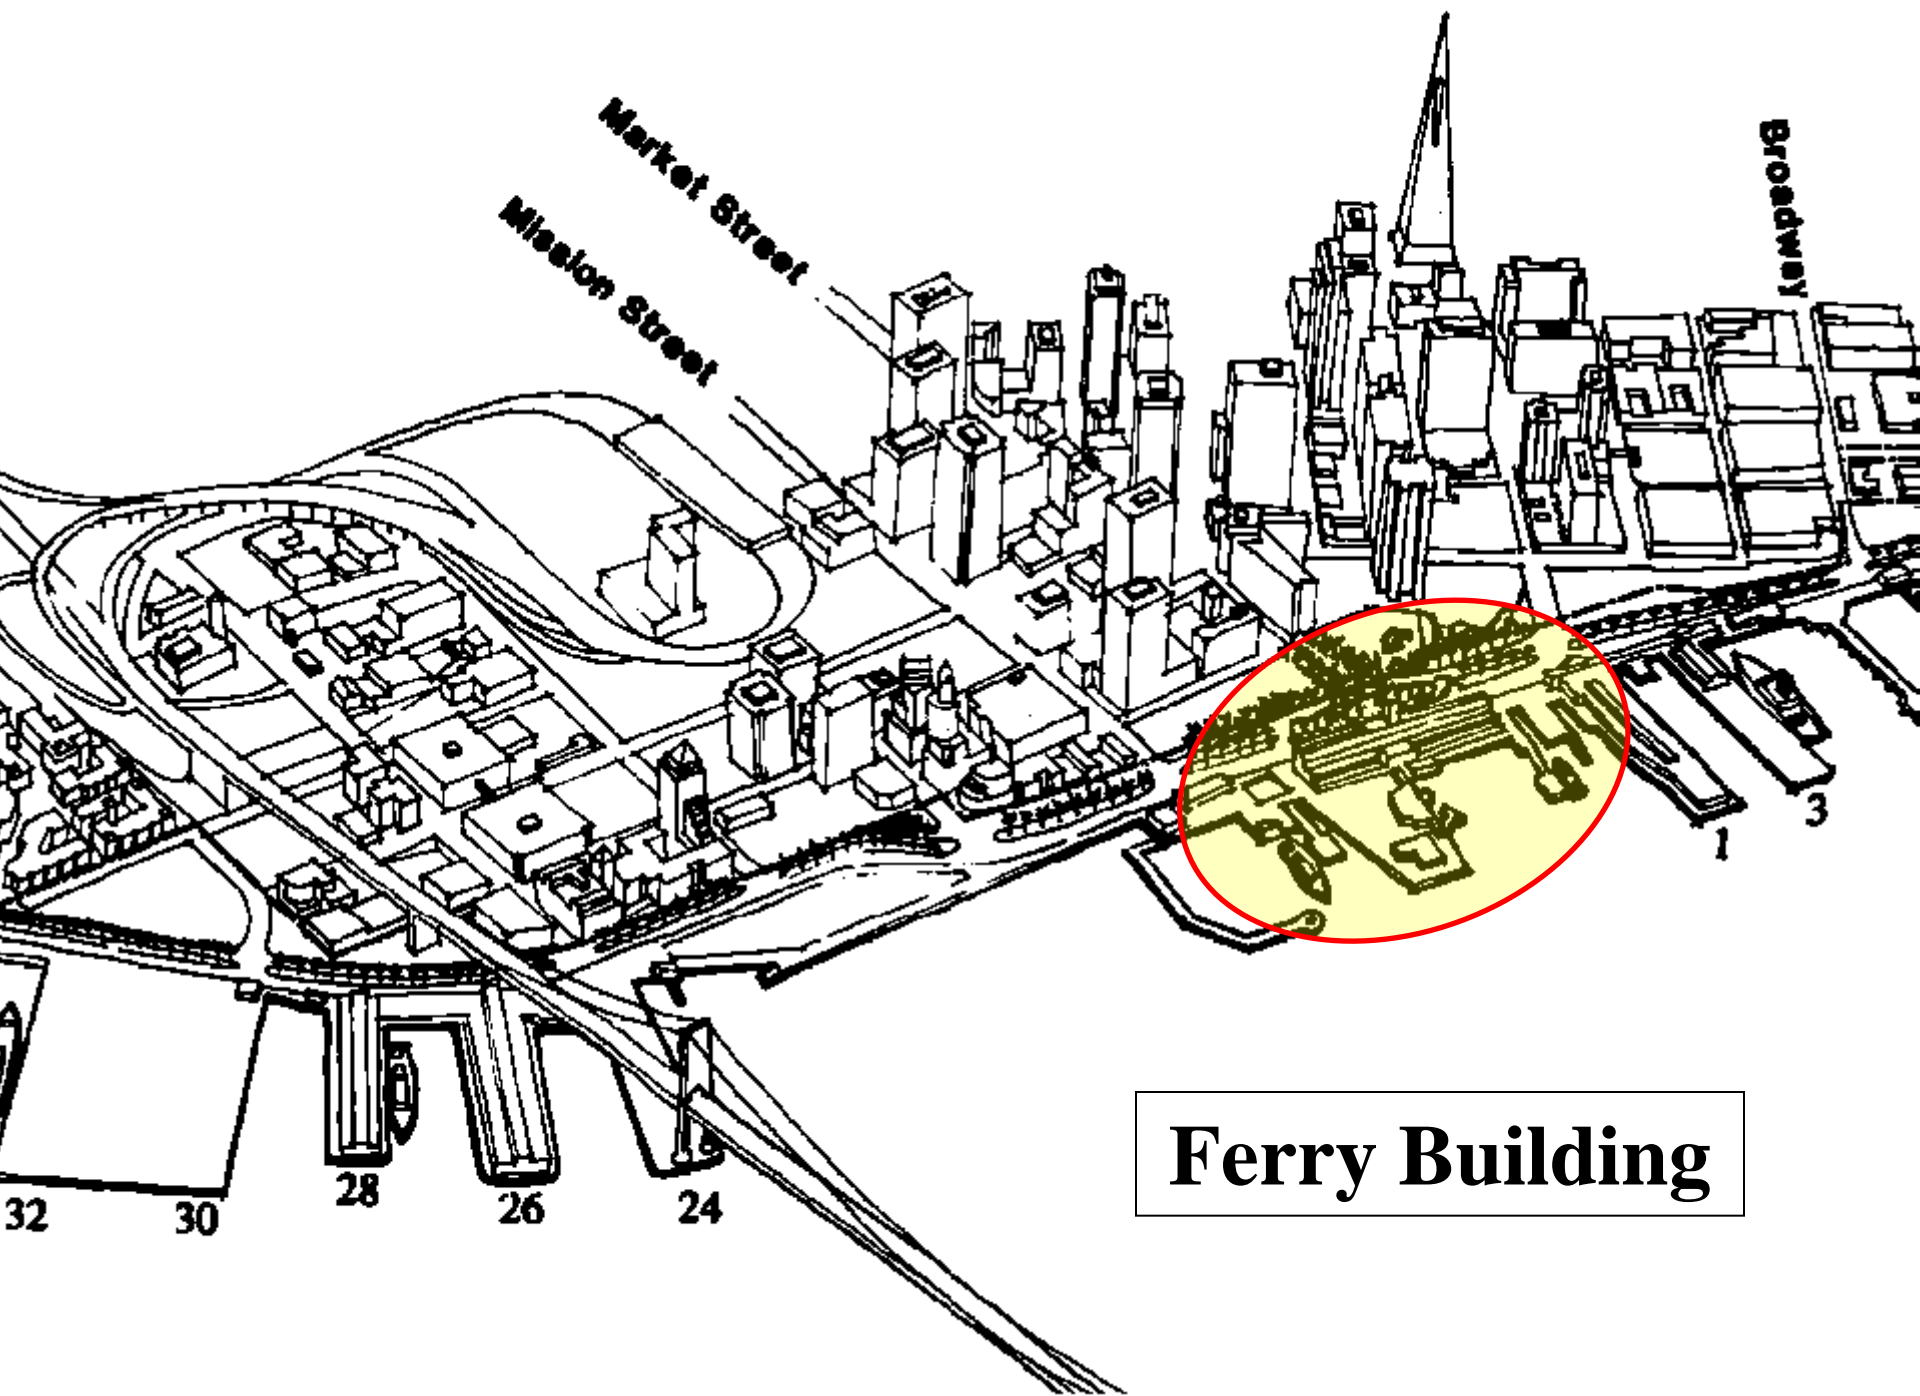 Market Street
Mission Street
Broadway
3
1
Ferry Building
28
26
24
32
30